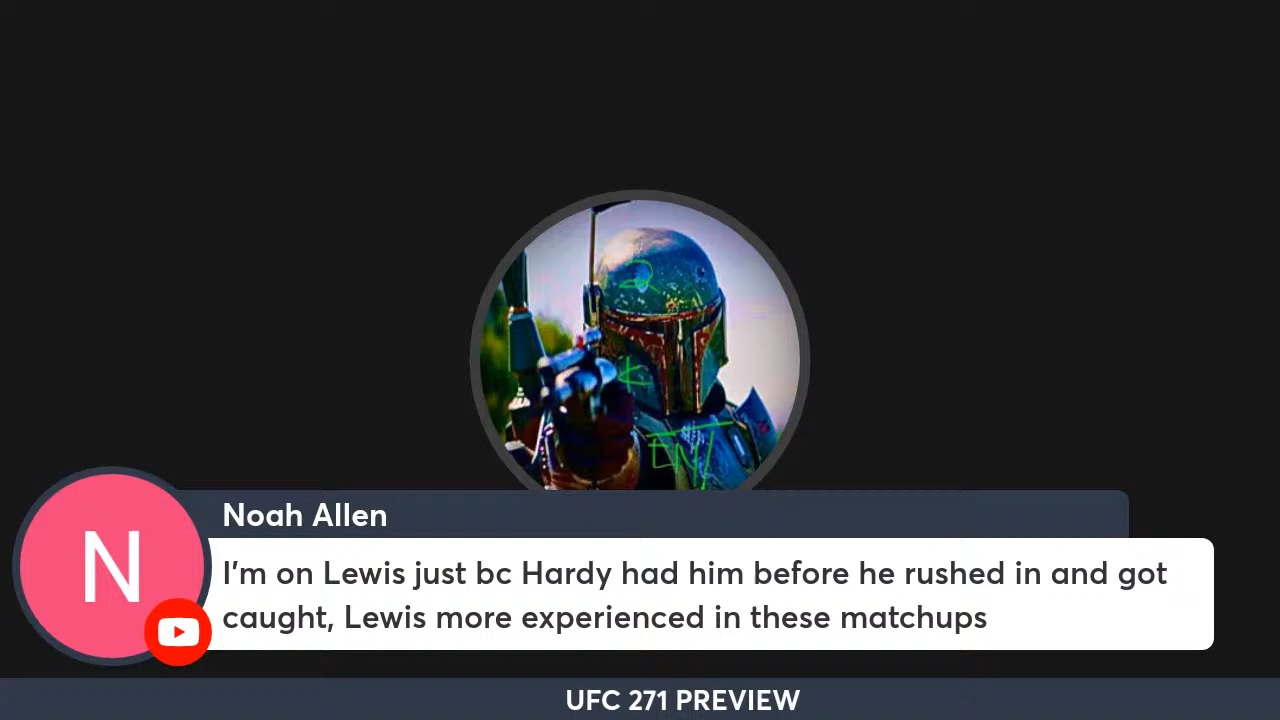 Noah Allen
N
I'm on Lewis just bc Hardy had him before he rushed in and got
caught, Lewis more experienced in these matchups
UFC 271 PREVIEW